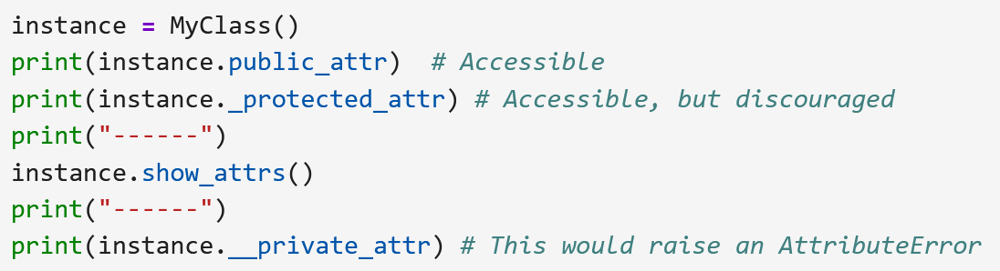 instance = MyClass()
print(instance.public_attr)  # Accessible
print(instance._protected_attr) # Accessible, but discouraged
print("------")
instance.show_attrs()
print("------")
print(instance.__private_attr) # This would raise an AttributeError